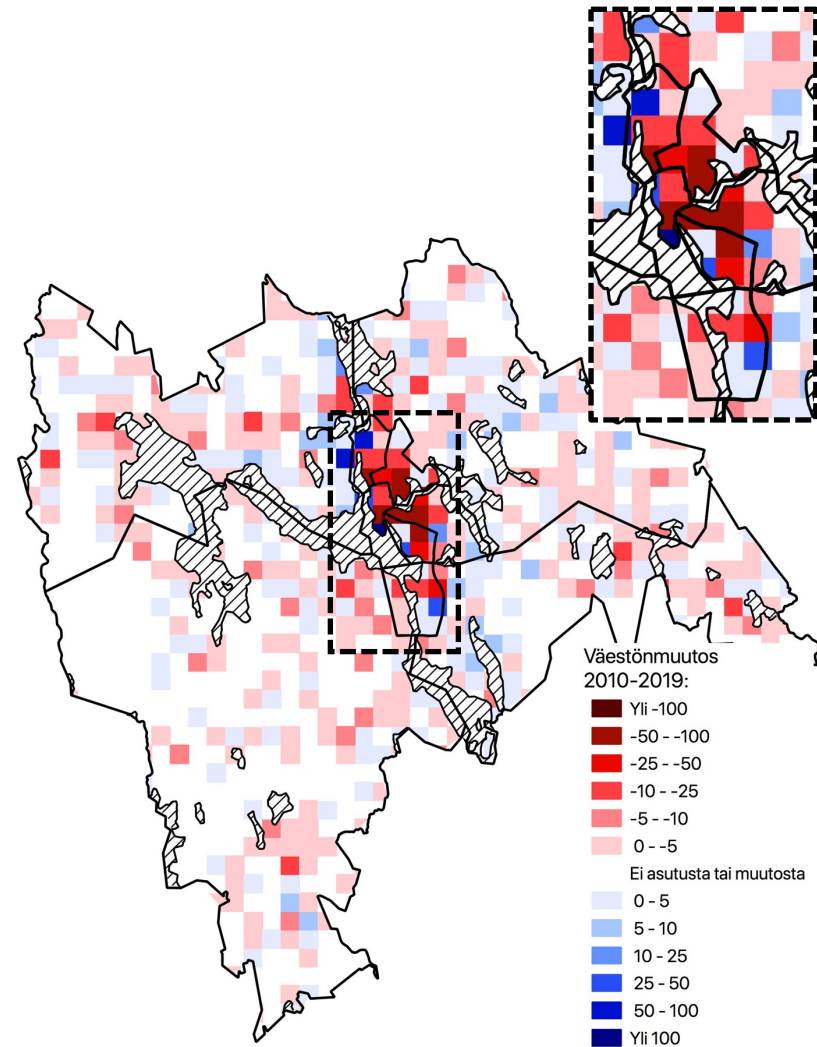 Väestönmuutos
2010-2019:
Yli -100
-50 - -100
-25 - -50
-10 - -25
-5 - -10
0 - -5
Ei asutusta tai muutosta
0 - 5
5 - 10
10 - 25
25 - 50
50 - 100
Yli 100